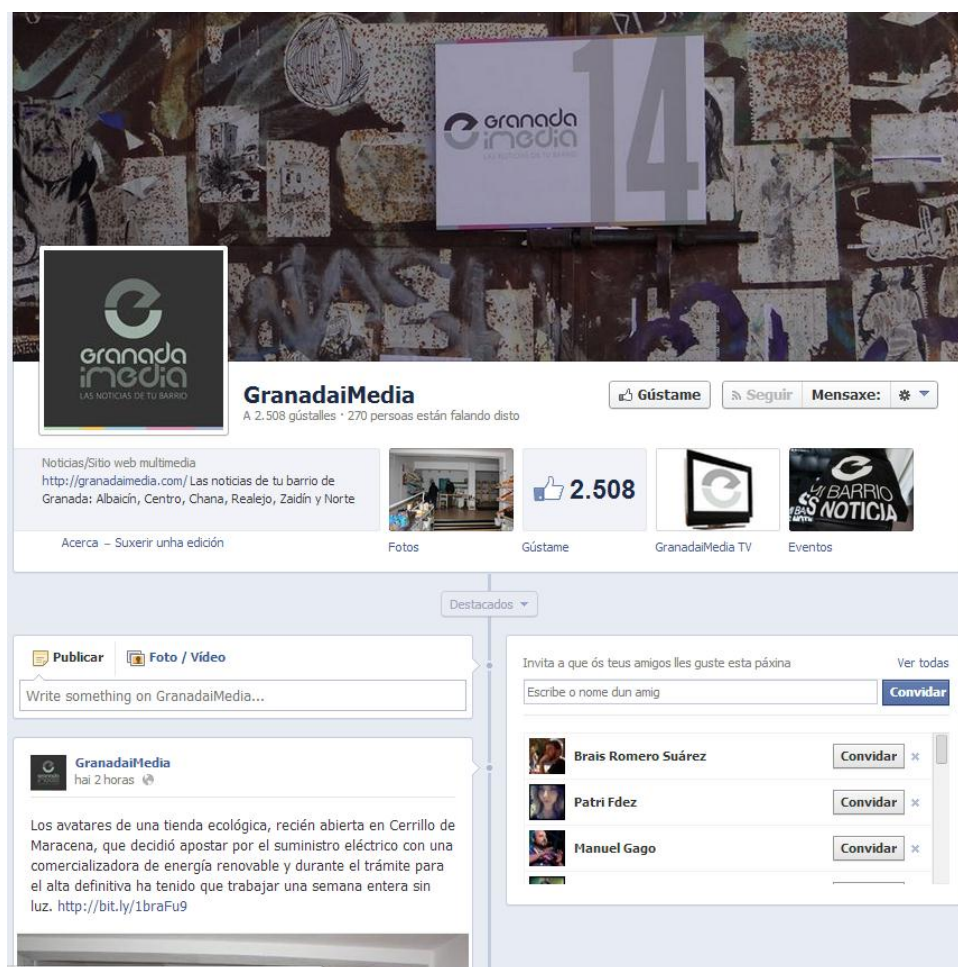 14
granada
imedia
LAS NOTICIAS DE TU BARRIO
granada
imedia
LAS NOTICIAS DE TU BARRIO
GranadaiMedia
A 2.508 gústalles · 270 persoas están falando disto
Gústame
Seguir
Mensaxe:
Noticias/Sitio web multimedia
http://granadaimedia.com/ Las noticias de tu barrio de
Granada: Albaicín, Centro, Chana, Realejo, Zaidín y Norte
Acerca – Suxerir unha edición
2.508
MI BARRIO
ES NOTICIA
Fotos
Gústame
GranadaiMedia TV
Eventos
Destacados
Publicar
Foto / Vídeo
Write something on GranadaiMedia...
Invita a que ós teus amigos lles guste esta páxina
Ver todas
Escribe o nome dun amig
Convidar
Brais Romero Suárez
Convidar
Patri Fdez
Convidar
Manuel Gago
Convidar
GranadaiMedia
hai 2 horas
Los avatares de una tienda ecológica, recién abierta en Cerrillo de
Maracena, que decidió apostar por el suministro eléctrico con una
comercializadora de energía renovable y durante el trámite para
el alta definitiva ha tenido que trabajar una semana entera sin
luz. http://bit.ly/1braFu9